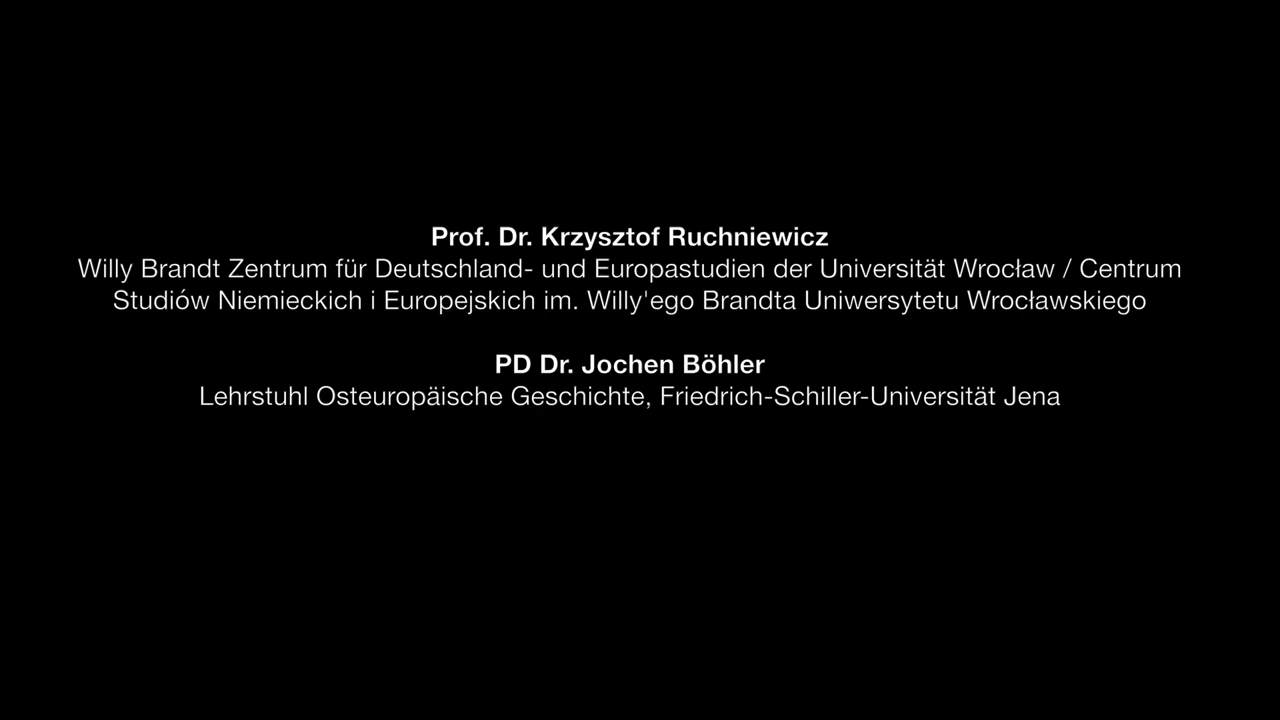 Prof. Dr. Krzysztof Ruchniewicz
Willy Brandt Zentrum für Deutschland- und Europastudien der Universität Wrocław / Centrum
Studiów Niemieckich i Europejskich im. Willy'ego Brandta Uniwersytetu Wrocławskiego
PD Dr. Jochen Böhler
Lehrstuhl Osteuropäische Geschichte, Friedrich-Schiller-Universität Jena